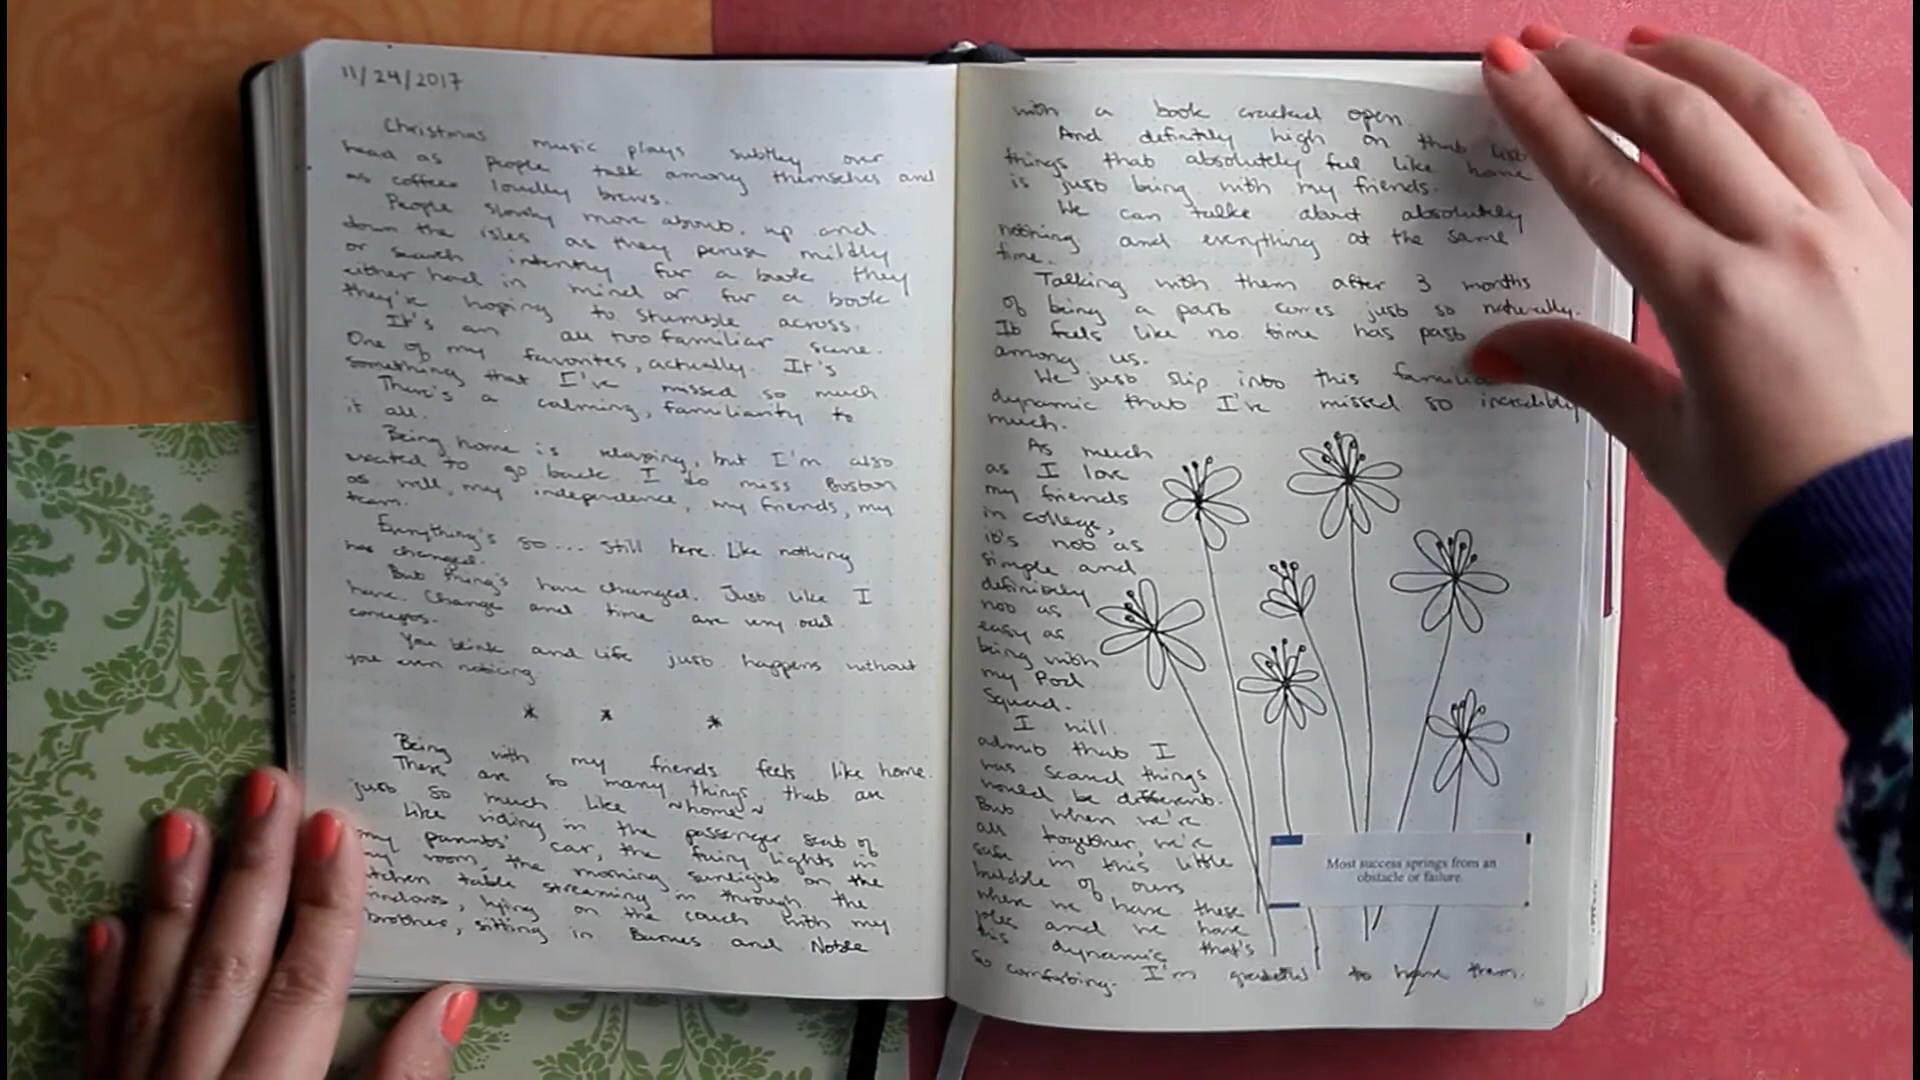 11/24/2017
Christmas music plays subtley over
head as people talk among themselves and
as coffee loudly brews.
People slowly move about, up and
down the isles as they peruse mildly
or search intently for a book they
either had in mind or for a book
they're hoping to stumble across.
It's an all too familiar scene.
One of my favorites, actually. It's
something that I've missed so much
There's a calming, familiarity to
it all.
Being home is relaxing, but I'm also
excited to go back. I do miss Boston
as well, my independence, my friends, my
team.
Everything's so... still here. Like nothing
has changed.
But thing's have changed. Just like I
have. Change and time are very odd
concepts.
You blink and life just happens without
you even noticing.
* * *
Being with my friends feels like home.
There are so many things that are
just so much like ~home~
Like riding in the passenger seat of
my parents' car, the fairy lights in
my room, the morning sunlight on the
kitchen table streaming in through the
windows, lying on the couch with my
brother, sitting in Barnes and Noble
with a book cracked open.
And definitely high on that list
things that absolutely feel like home
is just being with my friends.
We can talke about absolutely
nothing and everything at the same
time.
Talking with them after 3 months
of being a part comes just so naturally.
It feels like no time has past
among us.
We just slip into this familia
dynamic that I've missed so incredibly
much.
As much
as I love
my friends
in college,
it's not as
simple and
definitely
not as
easy as
being with
my Pod
Squad.
I will
admit that I
was scared things
would be different.
But when we're
all together, we're
safe in this little
bubble of ours
where we have these
jokes and we have
this dynamic that's
so comforting. I'm grateful to have them.
Most success springs from an
obstacle or failure.